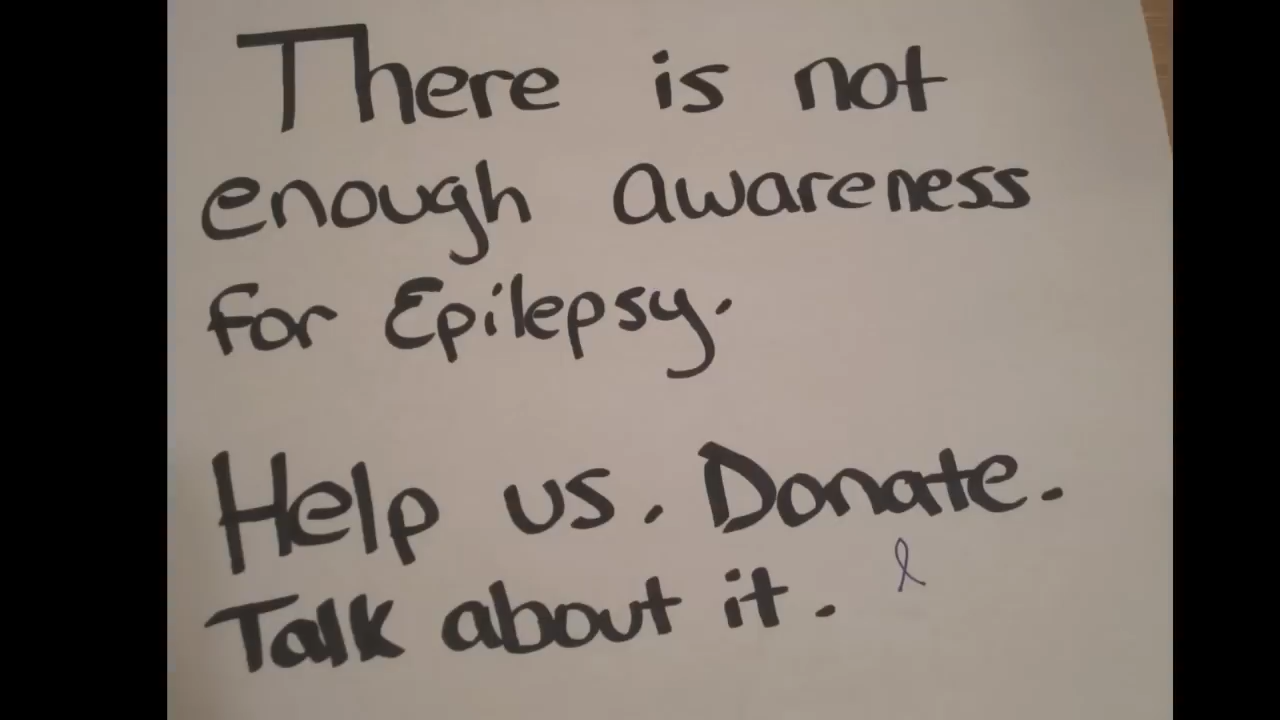 There is not
enough awareness
for Epilepsy.
Help us. Donate.
Talk about it.